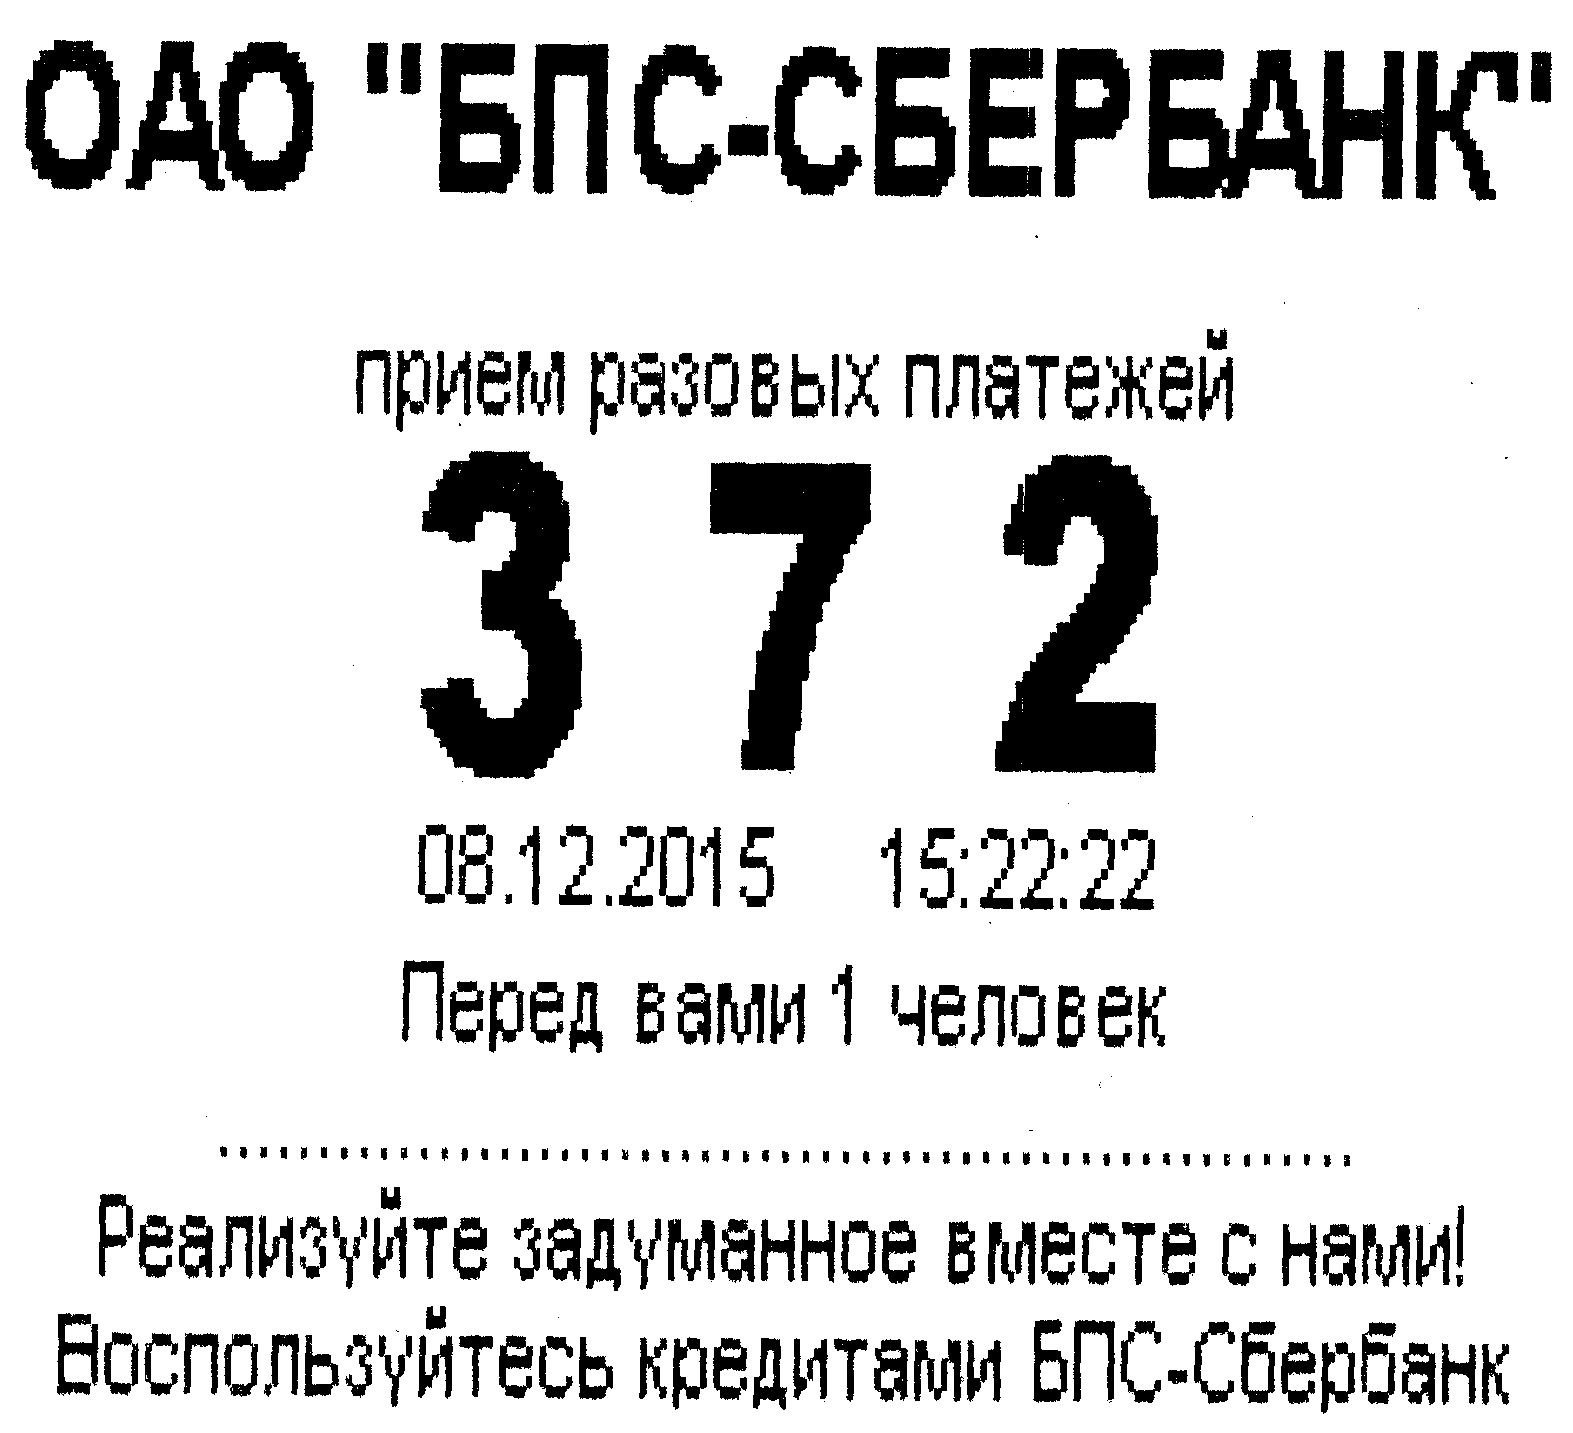 ОАО "БПС-СБЕРБАНК"
прием разовых платежей
372
08.12.2015 15:22:22
Перед вами 1 человек
.........................................................
Реализуйте задуманное вместе с нами!
Воспользуйтесь кредитами БПС-Сбербанк